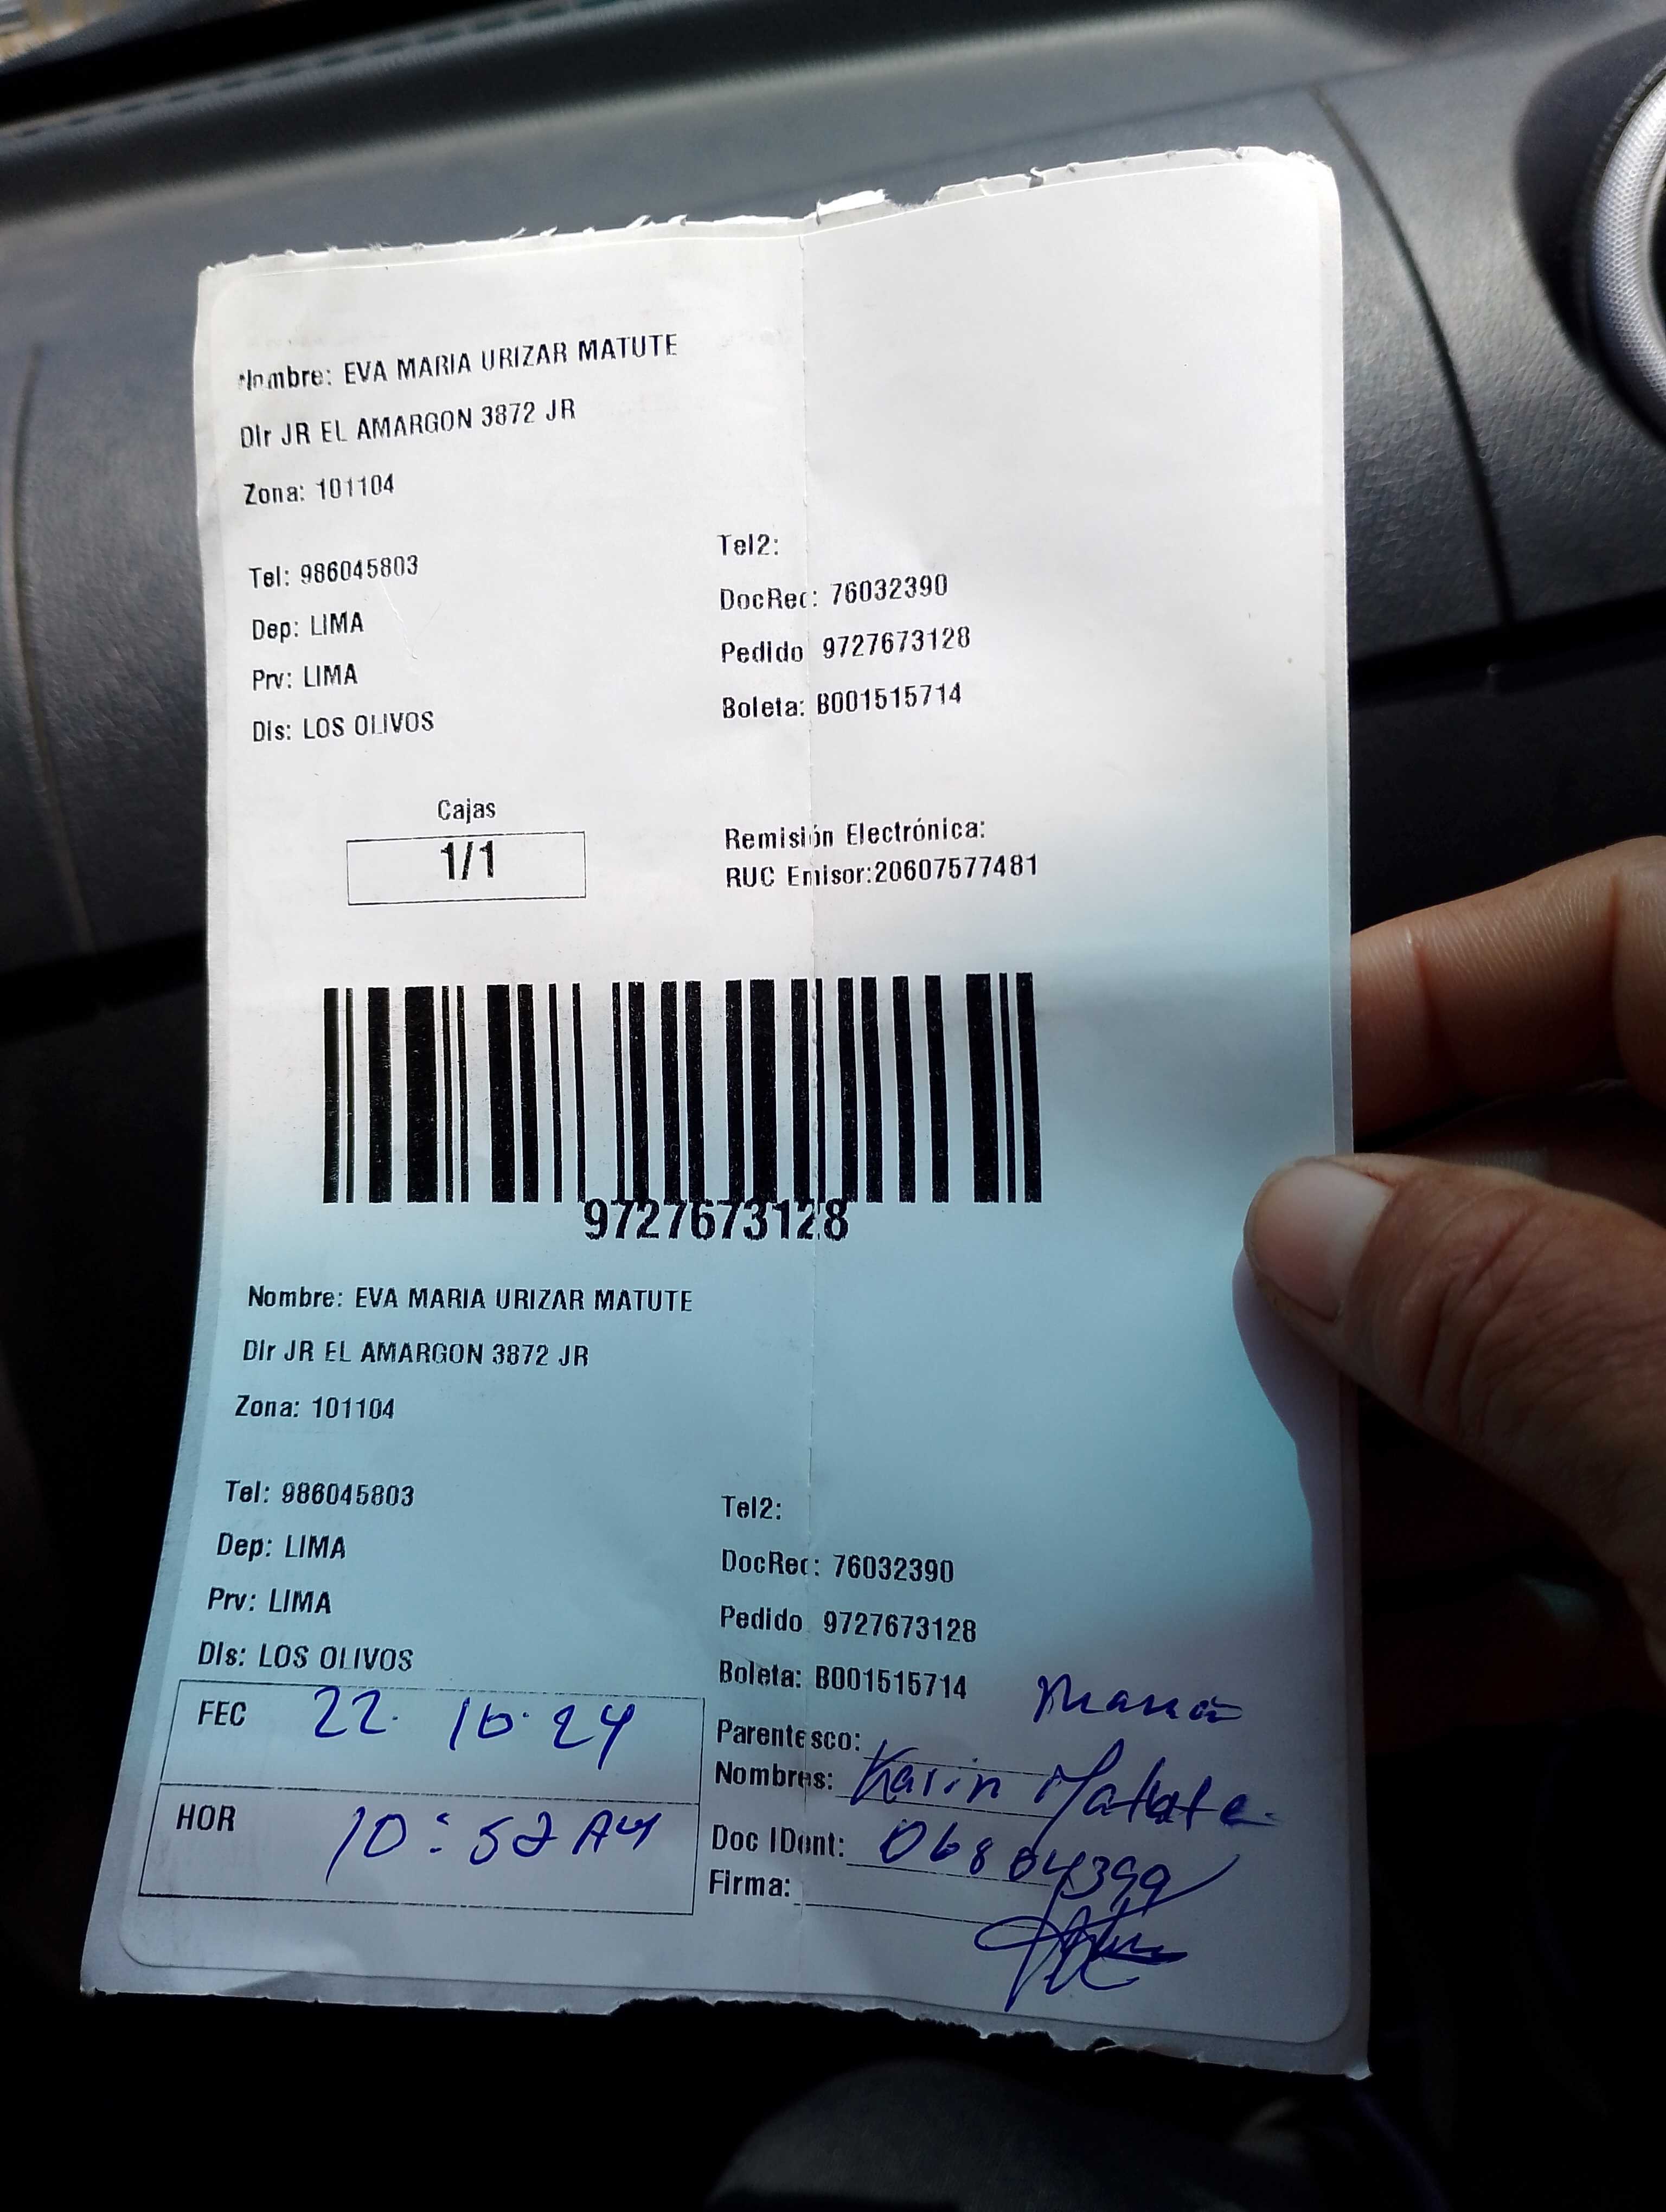 Nombre: EVA MARIA URIZAR MATUTE
DIr JR EL AMARGON 3872 JR
Zona: 101104
Tel: 986045803
Tel2:
Dep: LIMA
DocRec: 76032390
Prv: LIMA
Pedido 9727673128
DIs: LOS OLIVOS
Boleta: B001515714
Cajas
1/1
Remisión Electrónica:
RUC Emisor:20607577481
9727673128
Nombre: EVA MARIA URIZAR MATUTE
DIr JR EL AMARGON 3872 JR
Zona: 101104
Tel: 986045803
Tel2:
Dep: LIMA
DocRec: 76032390
Prv: LIMA
Pedido 9727673128
DIs: LOS OLIVOS
Boleta: B001515714
FEC 22. 10.24
Parentesco: Mamá
Nombres: Karin Matute
HOR 10:52 AM
Doc IDent: 06804399
Firma: